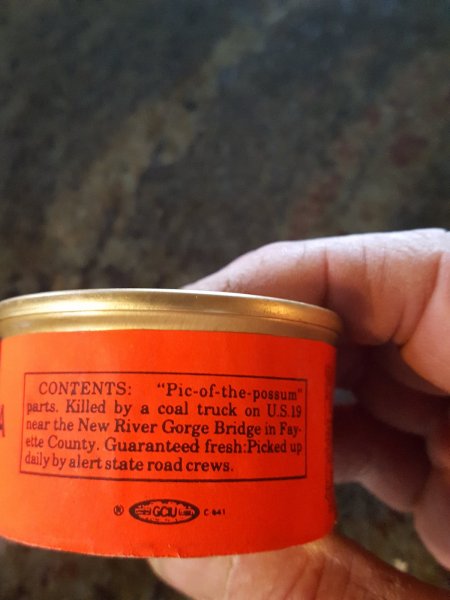 CONTENTS: "Pic-of-the-possum"
parts. Killed by a coal truck on U.S. 19
near the New River Gorge Bridge in Fay-
ette County. Guaranteed fresh:Picked up
daily by alert state road crews.
A
® GCIU C 641